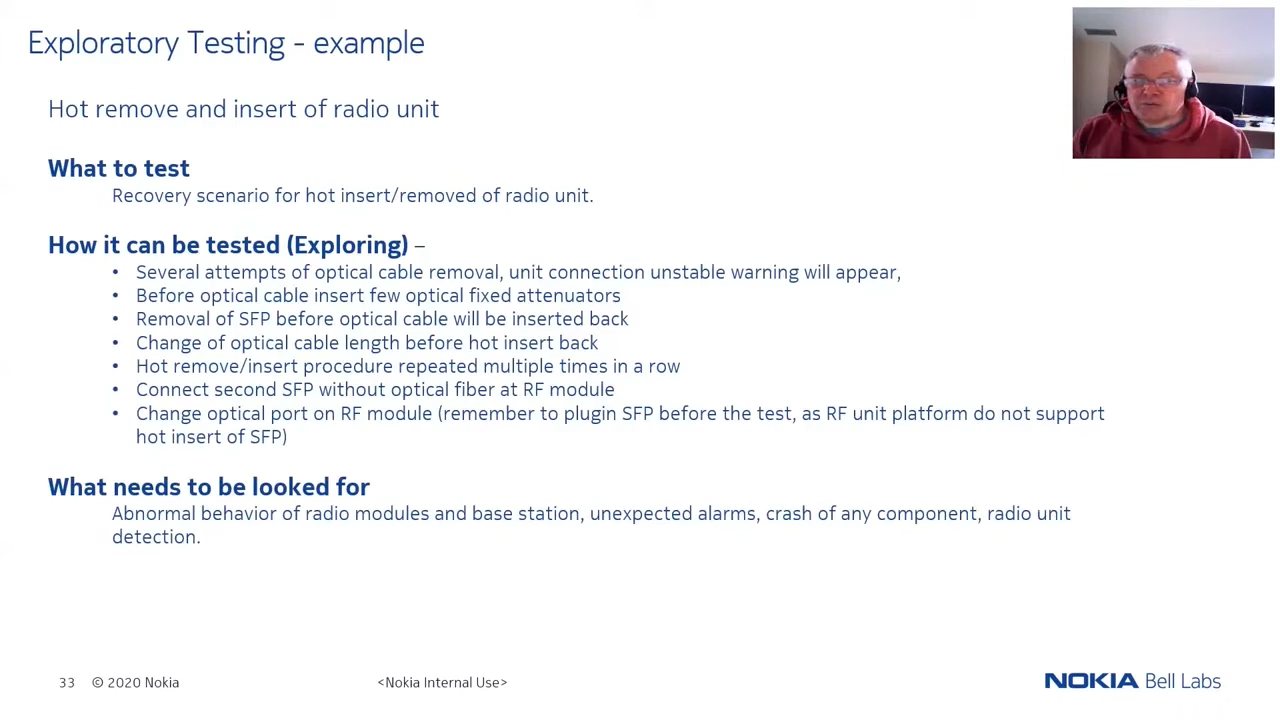 Exploratory Testing - example
Hot remove and insert of radio unit
What to test
Recovery scenario for hot insert/removed of radio unit.
How it can be tested (Exploring) –
• Several attempts of optical cable removal, unit connection unstable warning will appear,
• Before optical cable insert few optical fixed attenuators
• Removal of SFP before optical cable will be inserted back
• Change of optical cable length before hot insert back
• Hot remove/insert procedure repeated multiple times in a row
• Connect second SFP without optical fiber at RF module
• Change optical port on RF module (remember to plugin SFP before the test, as RF unit platform do not support
hot insert of SFP)
What needs to be looked for
Abnormal behavior of radio modules and base station, unexpected alarms, crash of any component, radio unit
detection.
33 © 2020 Nokia <Nokia Internal Use> NOKIA Bell Labs